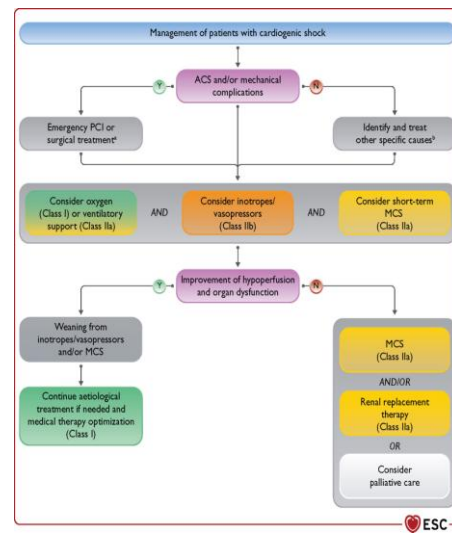 Management of patients with cardiogenic shock
ACS and/or mechanical
complications
Y
N
Emergency PCI or
surgical treatmentᵃ
Identify and treat
other specific causesᵇ
Consider oxygen
(Class I) or ventilatory
support (Class IIa)
AND
Consider inotropes/
vasopressors
(Class IIb)
AND
Consider short-term
MCS
(Class IIa)
Improvement of hypoperfusion
and organ dysfunction
Y
N
Weaning from
inotropes/vasopressors
and/or MCS
Continue aetiological
treatment if needed and
medical therapy optimization
(Class I)
MCS
(Class IIa)
AND/OR
Renal replacement
therapy
(Class IIa)
OR
Consider
palliative care
ESC